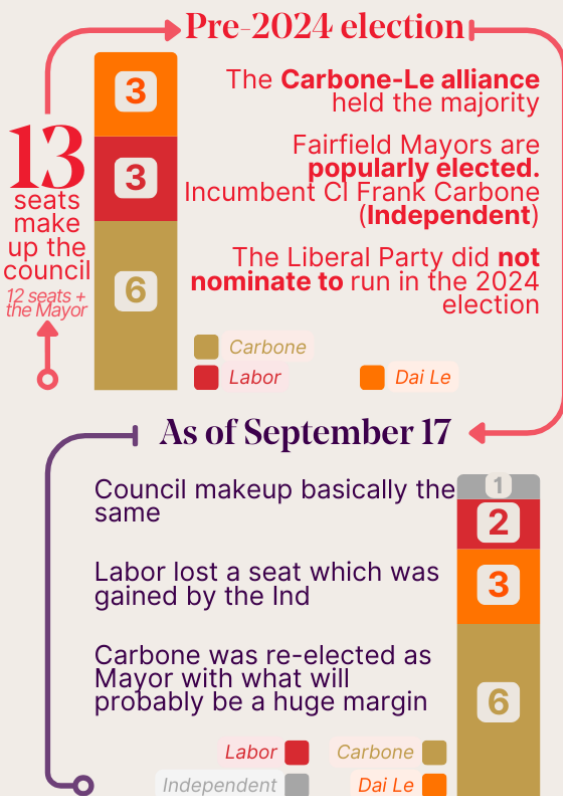 Pre-2024 election
3
The Carbone-Le alliance
held the majority
13
seats
make
up the
council
12 seats +
the Mayor
3
Fairfield Mayors are
popularly elected.
Incumbent Cl Frank Carbone
(Independent)
6
The Liberal Party did not
nominate to run in the 2024
election
Carbone
Labor
Dai Le
As of September 17
Council makeup basically the
same
1
2
Labor lost a seat which was
gained by the Ind
3
Carbone was re-elected as
Mayor with what will
probably be a huge margin
6
Labor
Carbone
Independent
Dai Le